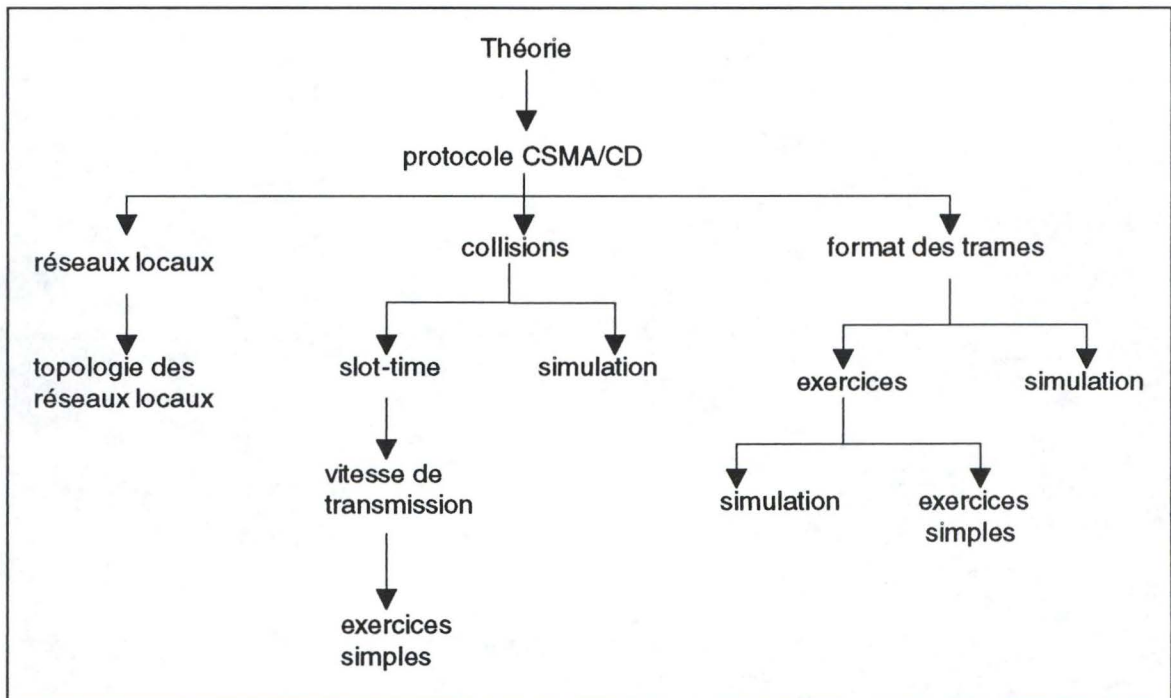 Théorie
protocole CSMA/CD
réseaux locaux
collisions
format des trames
topologie des
réseaux locaux
slot-time
simulation
exercices
simulation
vitesse de
transmission
simulation
exercices
simples
exercices
simples